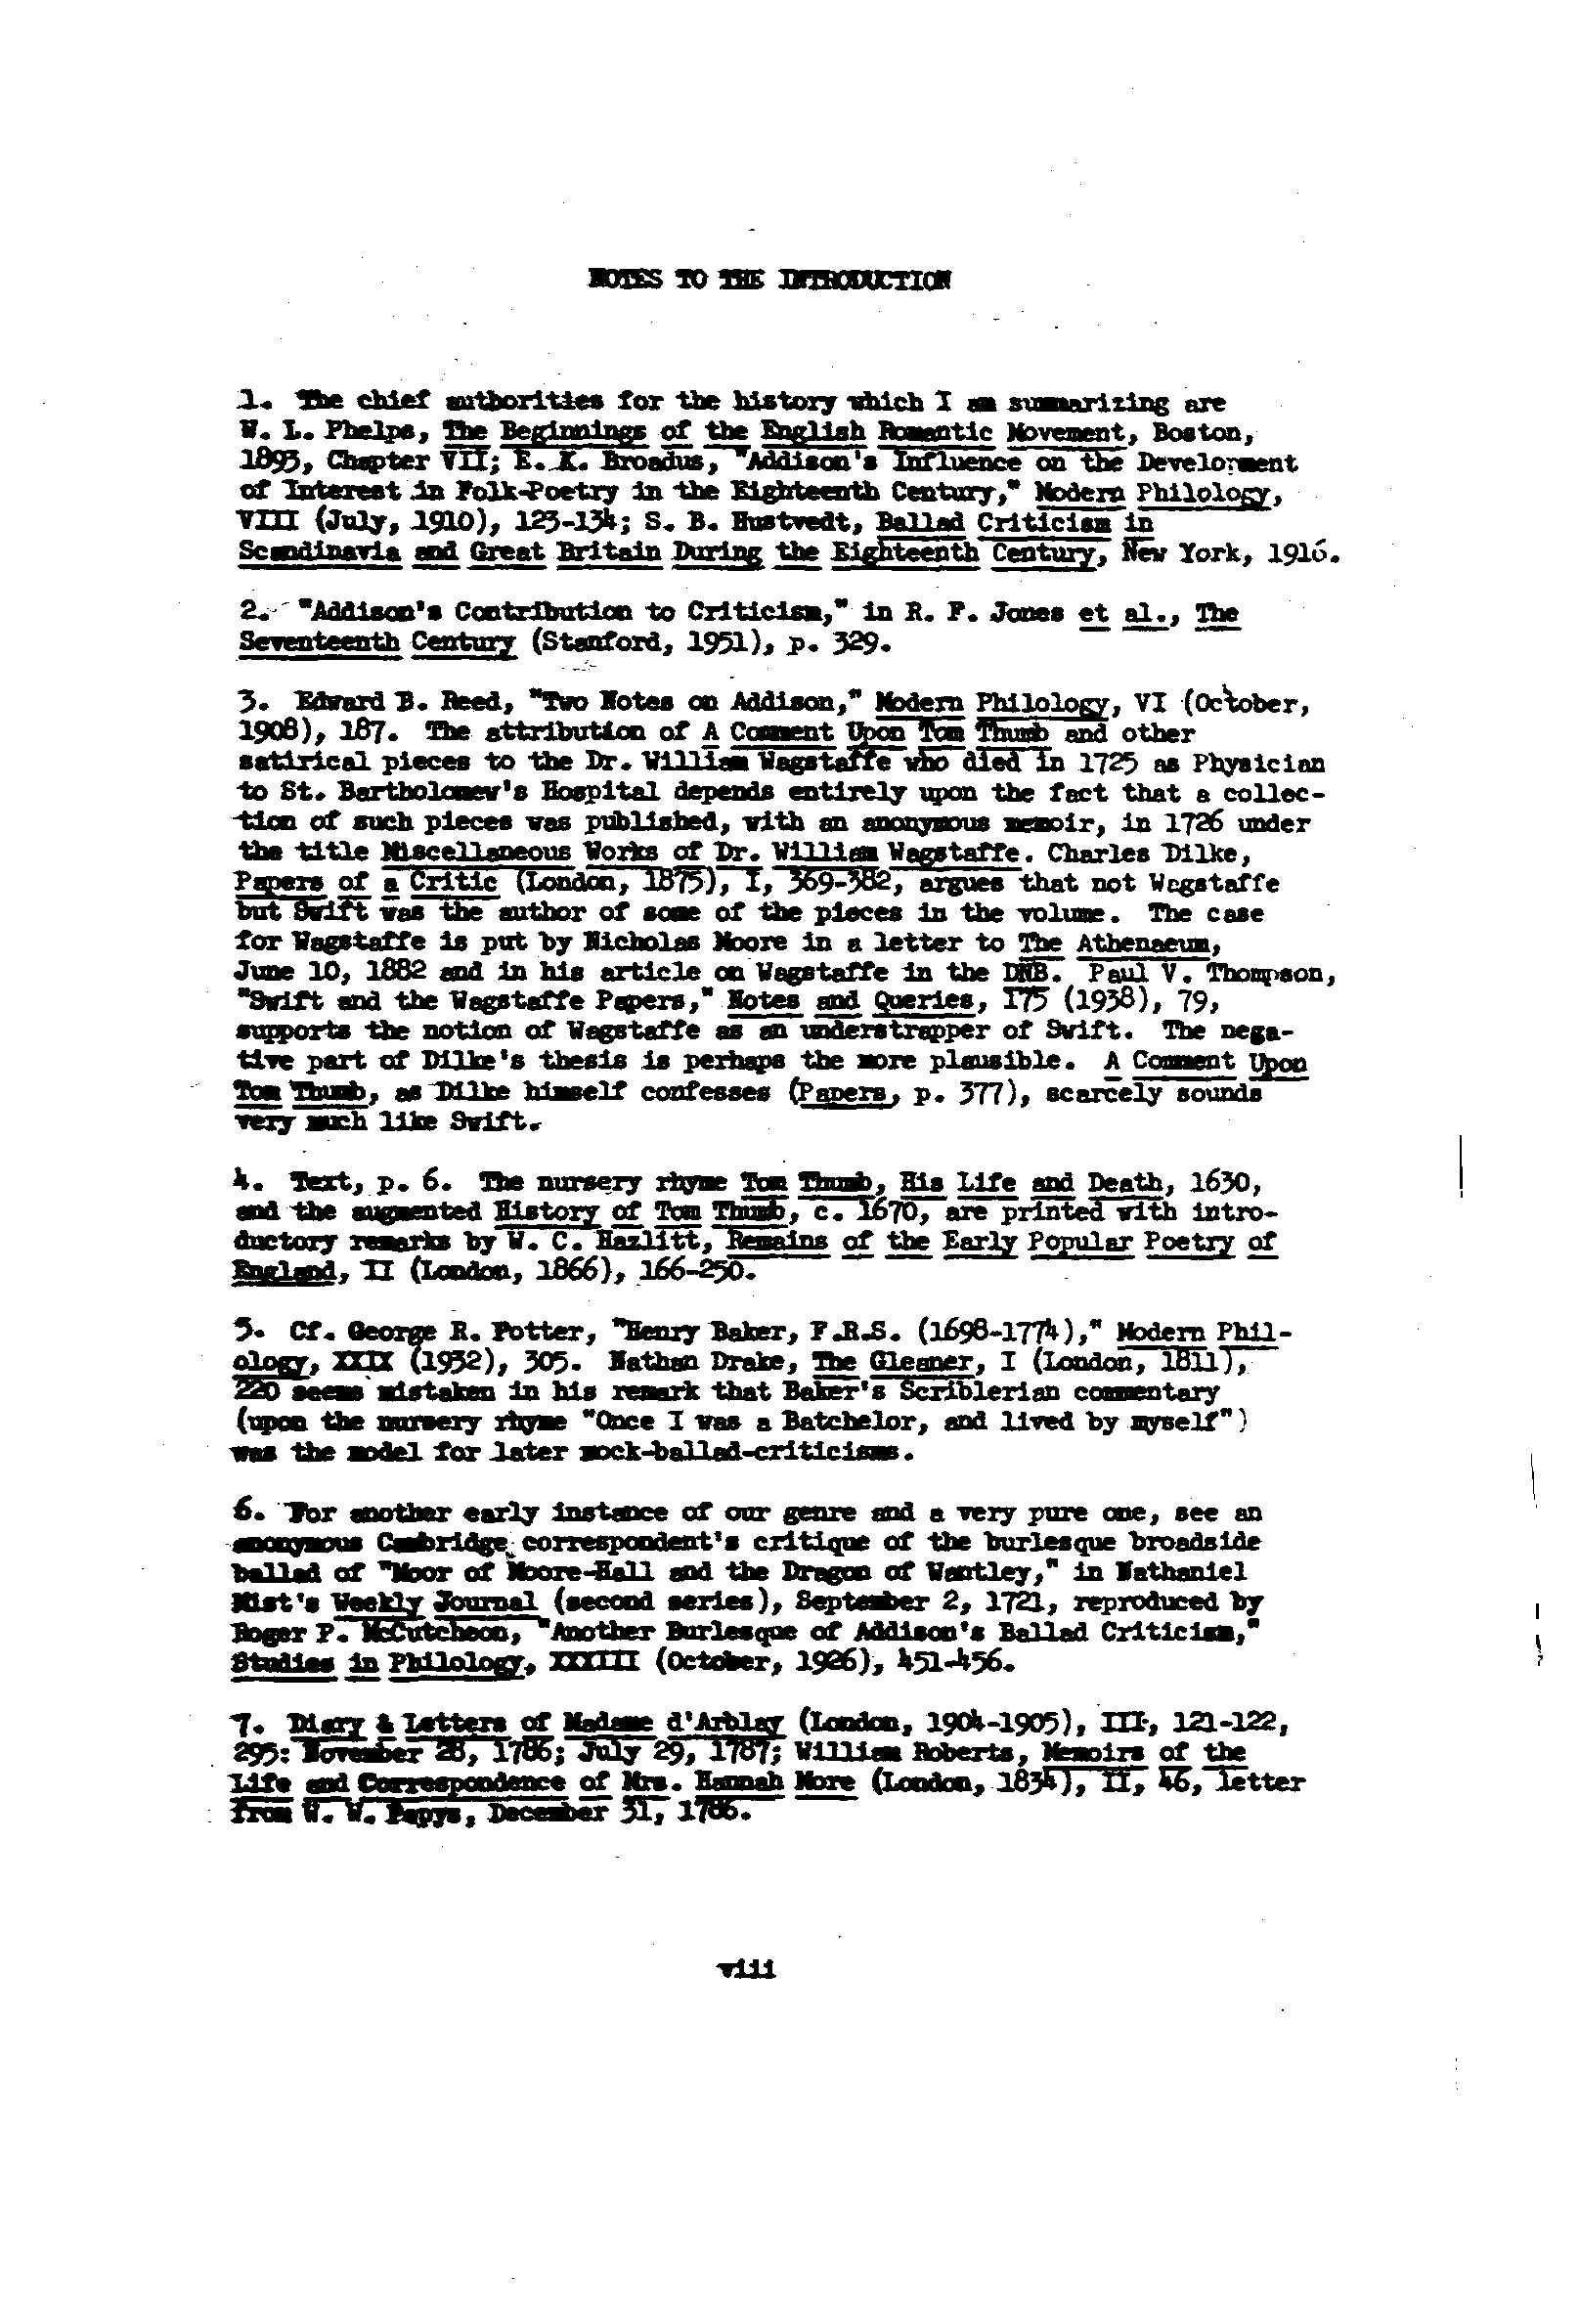 NOTES TO THE INTRODUCTION
1. The chief authorities for the history which I am summarizing are
W. L. Phelps, The Beginnings of the English Romantic Movement, Boston,
1893, Chapter VII; E. K. Broadus, "Addison's Influence on the Development
of Interest in Folk-Poetry in the Eighteenth Century," Modern Philology,
VIII (July, 1910), 123-134; S. B. Hustvedt, Ballad Criticism in
Scandinavia and Great Britain During the Eighteenth Century, New York, 1916.
2. "Addison's Contribution to Criticism," in R. F. Jones et al., The
Seventeenth Century (Stanford, 1951), p. 329.
3. Edward B. Reed, "Two Notes on Addison," Modern Philology, VI (October,
1908), 187. The attribution of A Comment Upon Tom Thumb and other
satirical pieces to the Dr. William Wagstaffe who died in 1725 as Physician
to St. Bartholomew's Hospital depends entirely upon the fact that a collec-
tion of such pieces was published, with an anonymous memoir, in 1726 under
the title Miscellaneous Works of Dr. William Wagstaffe. Charles Dilke,
Papers of a Critic (London, 1875), I, 369-382, argues that not Wagstaffe
but Swift was the author of some of the pieces in the volume. The case
for Wagstaffe is put by Nicholas Moore in a letter to The Athenaeum,
June 10, 1882 and in his article on Wagstaffe in the DNB. Paul V. Thompson,
"Swift and the Wagstaffe Papers," Notes and Queries, 175 (1938), 79,
supports the notion of Wagstaffe as an understrapper of Swift. The nega-
tive part of Dilke's thesis is perhaps the more plausible. A Comment Upon
Tom Thumb, as Dilke himself confesses (Papers, p. 377), scarcely sounds
very much like Swift.
4. Text, p. 6. The nursery rhyme Tom Thumb, His Life and Death, 1630,
and the augmented History of Tom Thumb, c. 1670, are printed with intro-
ductory remarks by W. C. Hazlitt, Remains of the Early Popular Poetry of
England, II (London, 1866), 166-250.
5. Cf. George R. Potter, "Henry Baker, F.R.S. (1698-1774)," Modern Phil-
ology, XXIX (1932), 305. Nathan Drake, The Gleaner, I (London, 1811),
220 seems mistaken in his remark that Baker's Scriblerian commentary
(upon the nursery rhyme "Once I was a Batchelor, and lived by myself")
was the model for later mock-ballad-criticisms.
6. For another early instance of our genre and a very pure one, see an
anonymous Cambridge correspondent's critique of the burlesque broadside
ballad of "Moor of Moore-Hall and the Dragon of Wantley," in Nathaniel
Mist's Weekly Journal (second series), September 2, 1721, reproduced by
Roger P. McCutcheon, "Another Burlesque of Addison's Ballad Criticism,"
Studies in Philology, XXXIII (October, 1926), 451-456.
7. Diary & Letters of Madame d'Arblay (London, 1904-1905), III, 121-122,
295: November 28, 1786; July 29, 1787; William Roberts, Memoirs of the
Life and Correspondence of Mrs. Hannah More (London, 1834), II, 46, letter
from W. W. Pepys, December 31, 1786.
viii